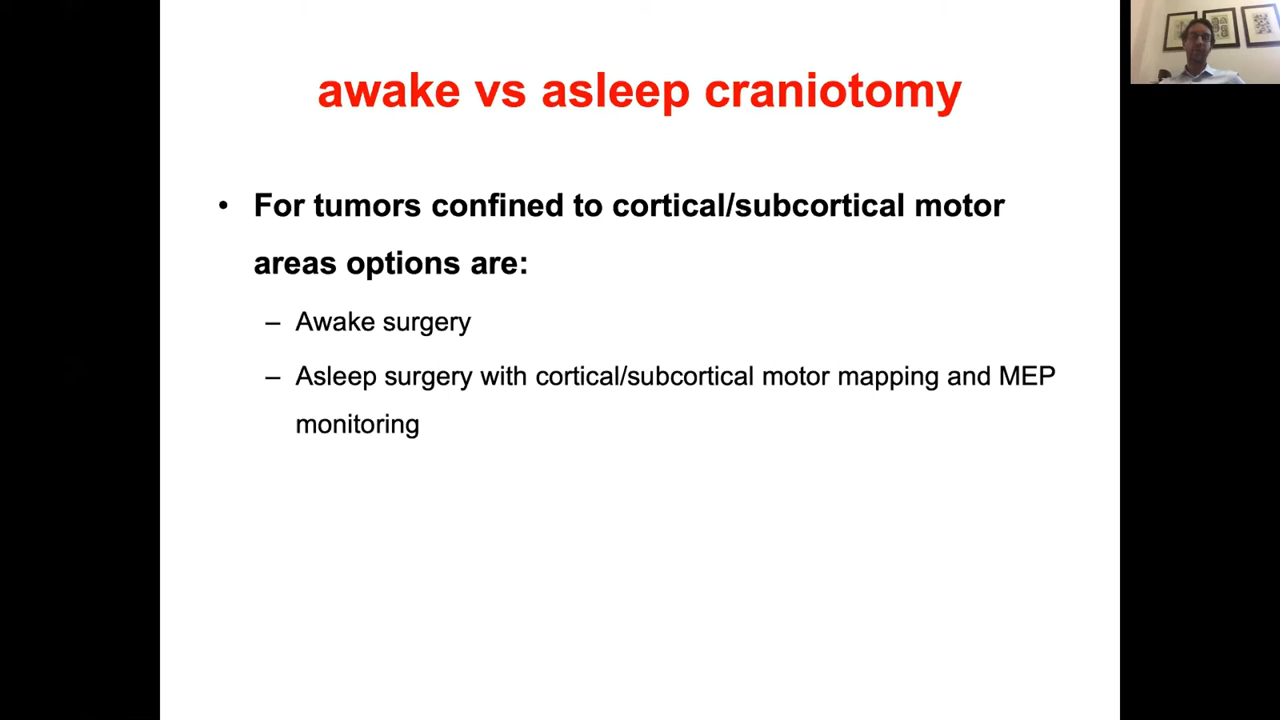 awake vs asleep craniotomy
• For tumors confined to cortical/subcortical motor
areas options are:
– Awake surgery
– Asleep surgery with cortical/subcortical motor mapping and MEP
monitoring